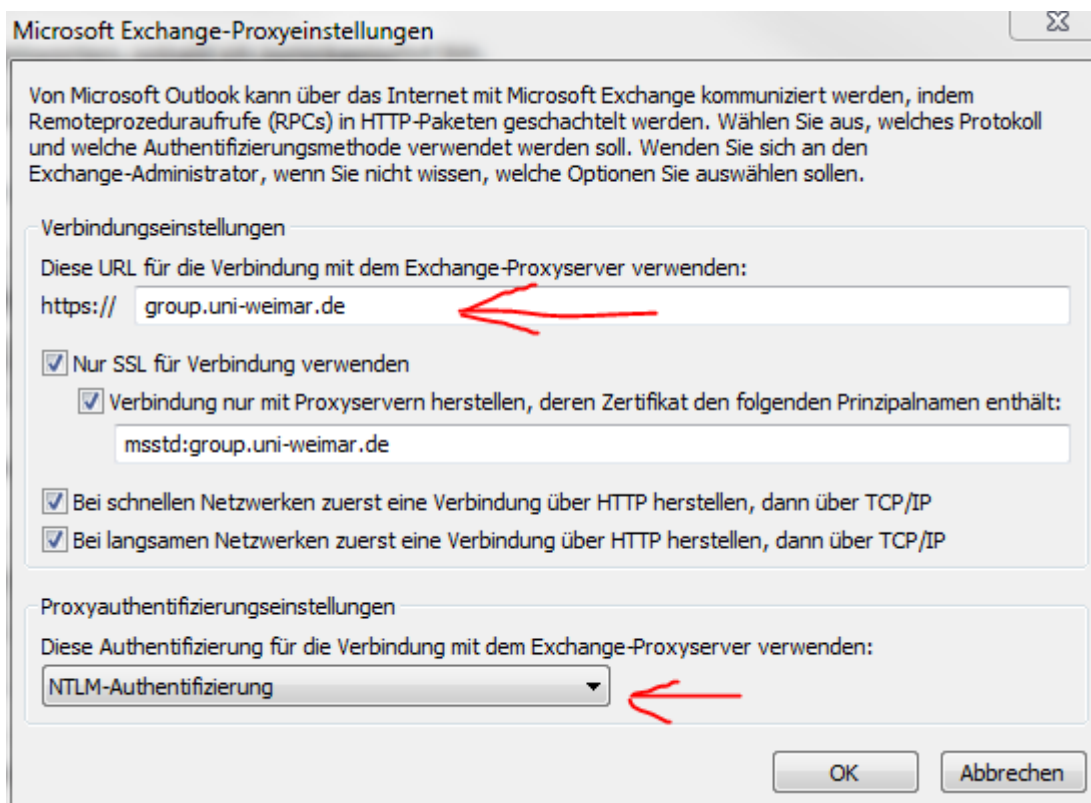 Microsoft Exchange-Proxyeinstellungen
Von Microsoft Outlook kann über das Internet mit Microsoft Exchange kommuniziert werden, indem
Remoteprozeduraufrufe (RPCs) in HTTP-Paketen geschachtelt werden. Wählen Sie aus, welches Protokoll
und welche Authentifizierungsmethode verwendet werden soll. Wenden Sie sich an den
Exchange-Administrator, wenn Sie nicht wissen, welche Optionen Sie auswählen sollen.
Verbindungseinstellungen
Diese URL für die Verbindung mit dem Exchange-Proxyserver verwenden:
https:// group.uni-weimar.de
Nur SSL für Verbindung verwenden
Verbindung nur mit Proxyservern herstellen, deren Zertifikat den folgenden Prinzipalnamen enthält:
msstd:group.uni-weimar.de
Bei schnellen Netzwerken zuerst eine Verbindung über HTTP herstellen, dann über TCP/IP
Bei langsamen Netzwerken zuerst eine Verbindung über HTTP herstellen, dann über TCP/IP
Proxyauthentifizierungseinstellungen
Diese Authentifizierung für die Verbindung mit dem Exchange-Proxyserver verwenden:
NTLM-Authentifizierung
OK Abbrechen